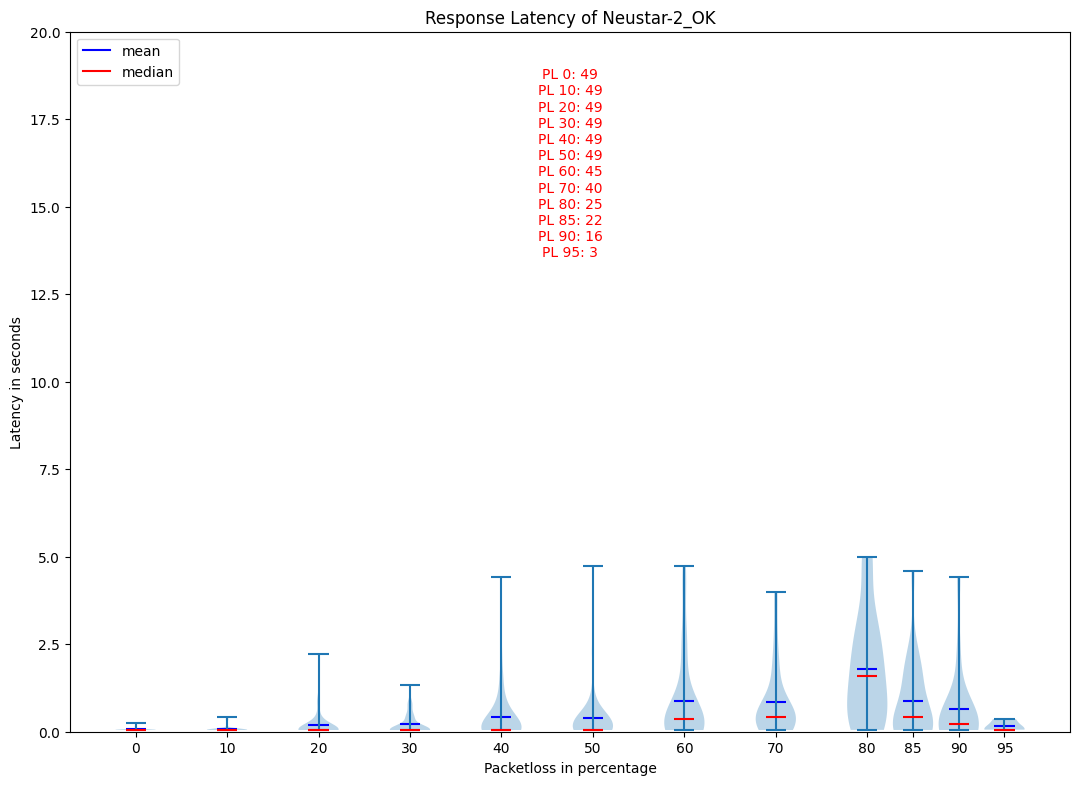 Response Latency of Neustar-2_OK
mean
median
PL 0: 49
PL 10: 49
PL 20: 49
PL 30: 49
PL 40: 49
PL 50: 49
PL 60: 45
PL 70: 40
PL 80: 25
PL 85: 22
PL 90: 16
PL 95: 3
20.0
17.5
15.0
12.5
10.0
7.5
5.0
2.5
0.0
Latency in seconds
0 10 20 30 40 50 60 70 80 85 90 95
Packetloss in percentage